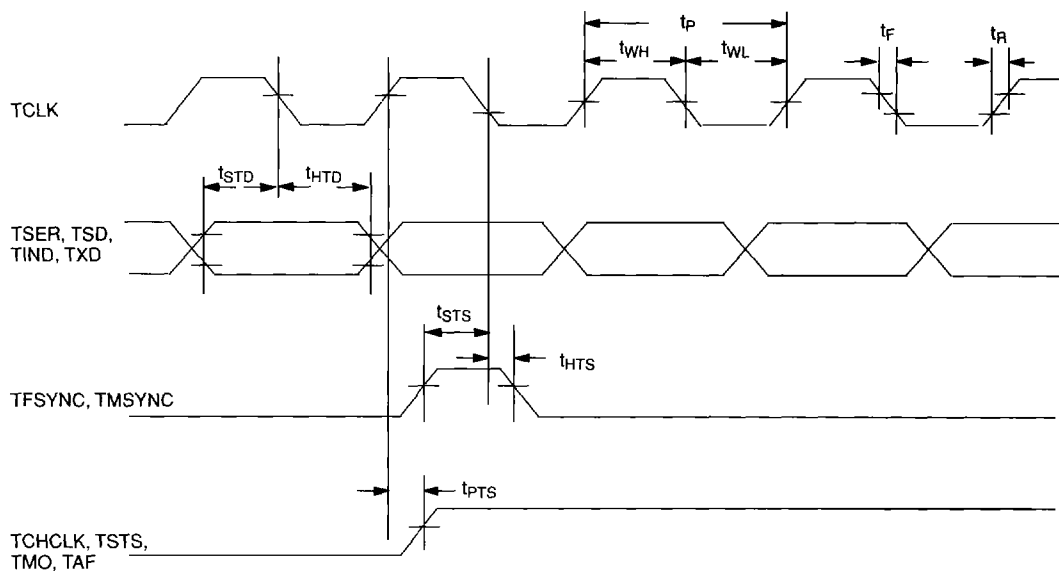 tP
tWH
tWL
tF
tR
TCLK
tSTD
tHTD
TSER, TSD,
TIND, TXD
tSTS
tHTS
TFSYNC, TMSYNC
tPTS
TCHCLK, TSTS,
TMO, TAF